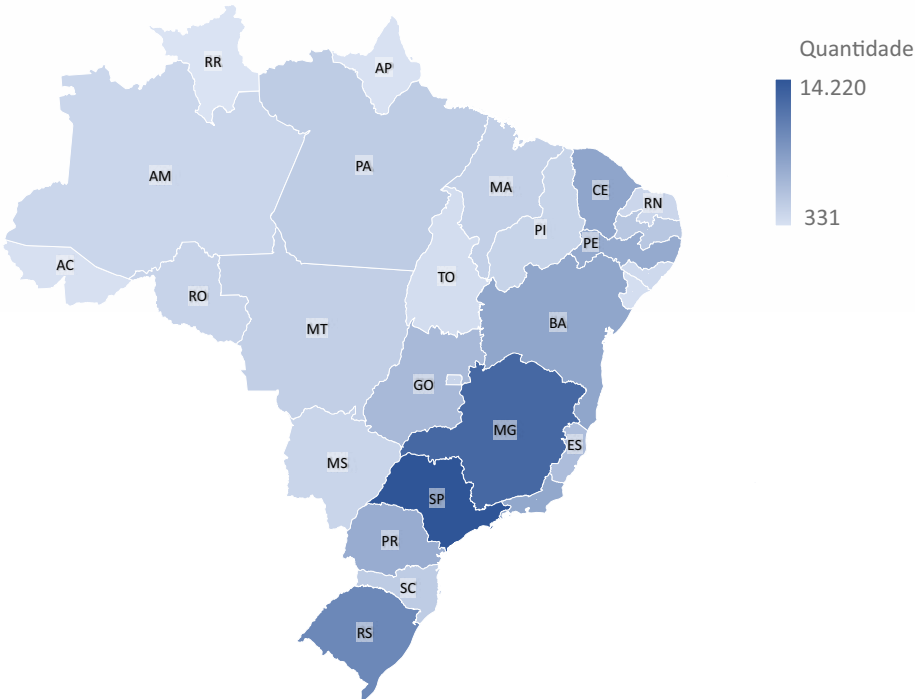 RR
AP
Quantidade
14.220
331
AM
PA
MA
CE
RN
PI
PE
AC
TO
RO
MT
BA
GO
MG
ES
MS
SP
PR
SC
RS